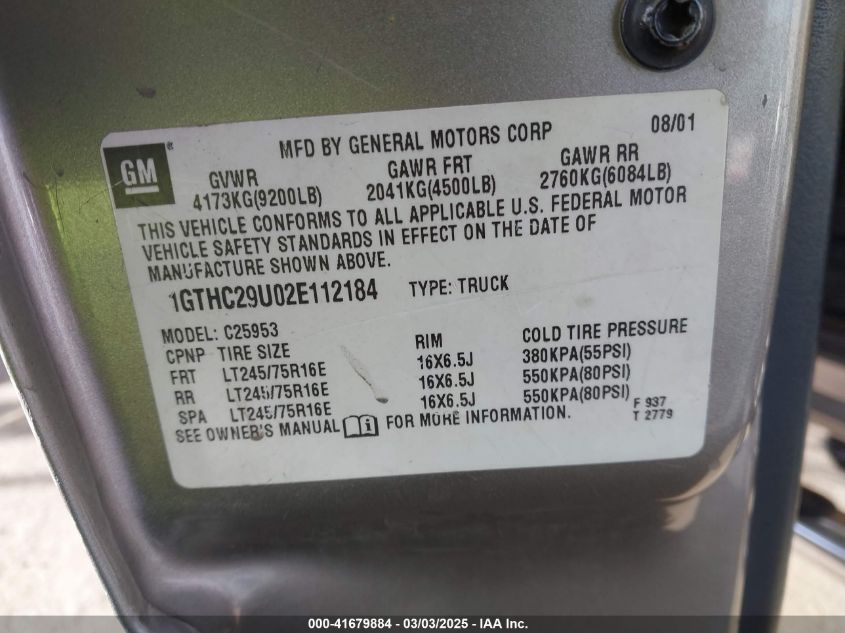 MFD BY GENERAL MOTORS CORP 08/01
GM
GVWR GAWR FRT GAWR RR
4173KG(9200LB) 2041KG(4500LB) 2760KG(6084LB)
THIS VEHICLE CONFORMS TO ALL APPLICABLE U.S. FEDERAL MOTOR
VEHICLE SAFETY STANDARDS IN EFFECT ON THE DATE OF
MANUFACTURE SHOWN ABOVE.
1GTHC29U02E112184 TYPE: TRUCK
MODEL: C25953
CPNP TIRE SIZE RIM COLD TIRE PRESSURE
FRT LT245/75R16E 16X6.5J 380KPA(55PSI)
RR LT245/75R16E 16X6.5J 550KPA(80PSI)
SPA LT245/75R16E 16X6.5J 550KPA(80PSI)
SEE OWNER'S MANUAL FOR MORE INFORMATION.
F 937
T 2779
000-41679884 - 03/03/2025 - IAA Inc.